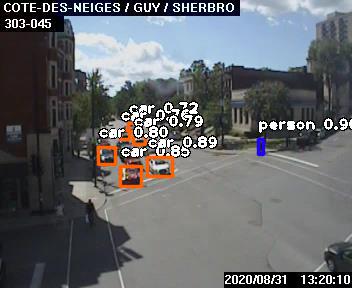 COTE-DES-NEIGES / GUY / SHERBRO
303-045
car 0.72
car 0.79
car 0.80
person 0.9
car 0.89
car 0.85
2020/08/31 13:20:10